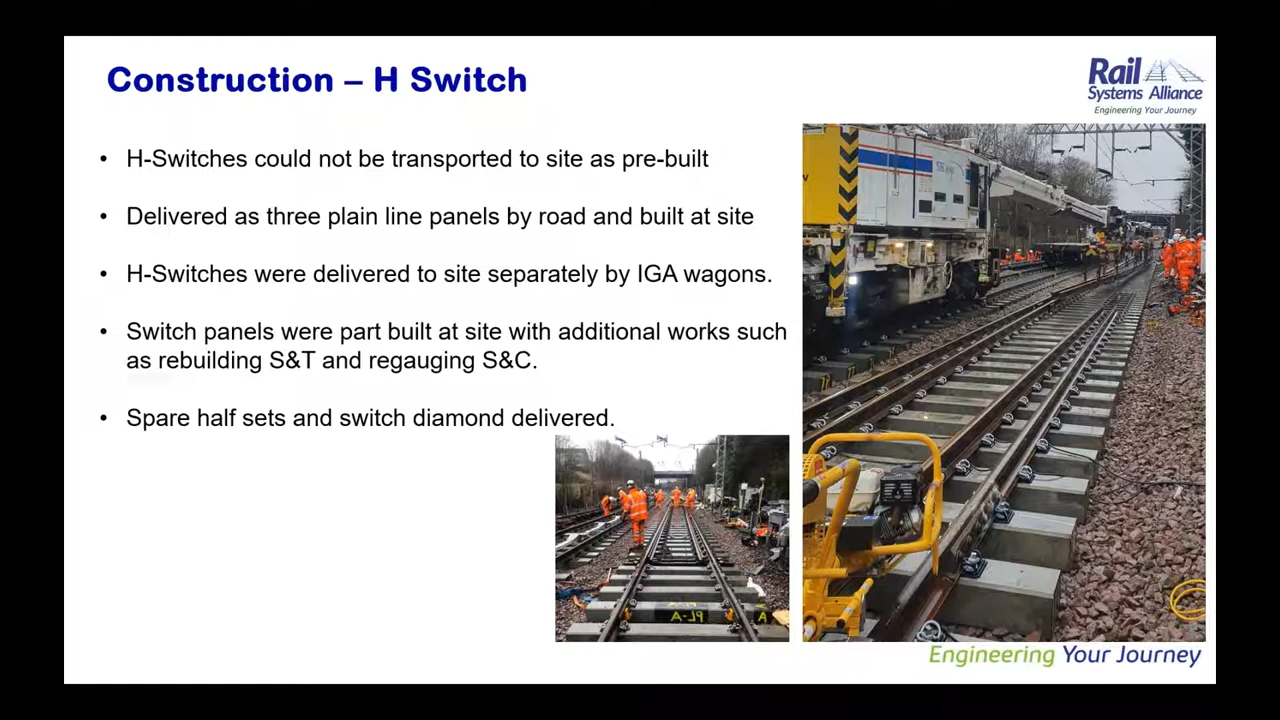 Construction – H Switch
Rail
Systems Alliance
Engineering Your Journey
• H-Switches could not be transported to site as pre-built
• Delivered as three plain line panels by road and built at site
• H-Switches were delivered to site separately by IGA wagons.
• Switch panels were part built at site with additional works such
as rebuilding S&T and regauging S&C.
• Spare half sets and switch diamond delivered.
Engineering Your Journey